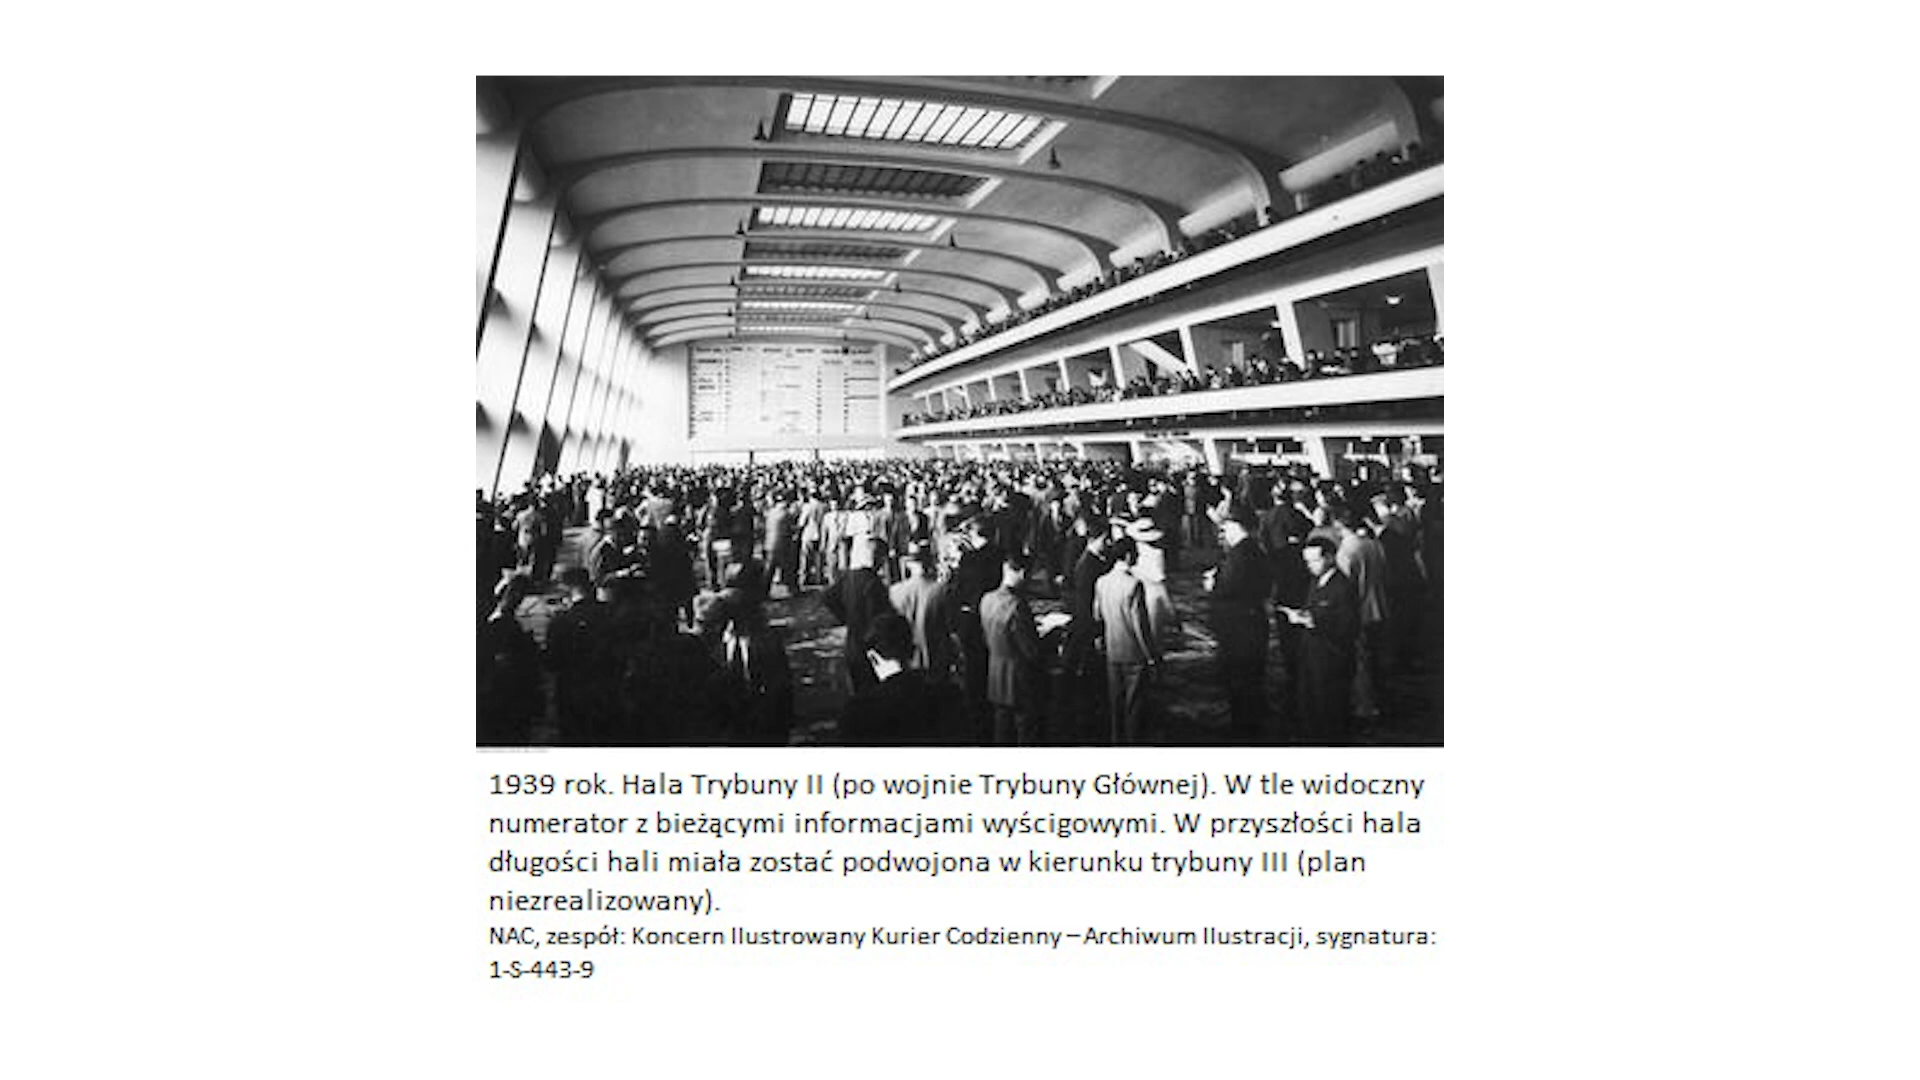 1939 rok. Hala Trybuny II (po wojnie Trybuny Głównej). W tle widoczny
numerator z bieżącymi informacjami wyścigowymi. W przyszłości hala
długości hali miała zostać podwojona w kierunku trybuny III (plan
niezrealizowany).
NAC, zespół: Koncern Ilustrowany Kurier Codzienny – Archiwum Ilustracji, sygnatura:
1-S-443-9